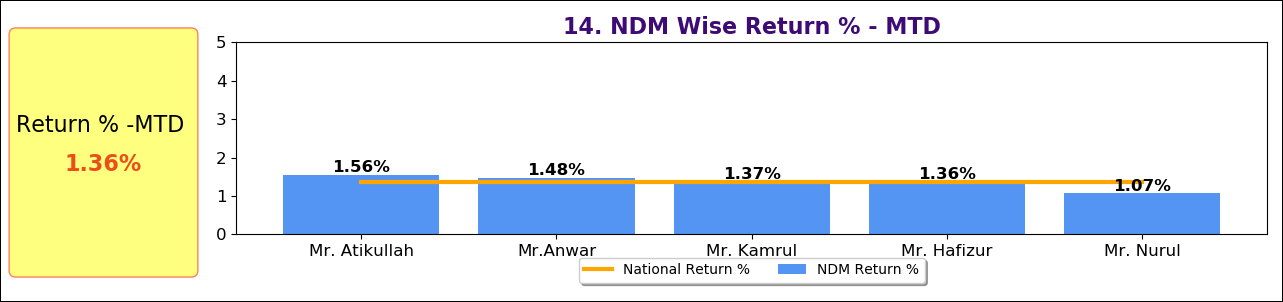 14. NDM Wise Return % - MTD
Return % -MTD
1.36%
5
4
3
2
1
0
1.56%
1.48%
1.37%
1.36%
1.07%
Mr. Atikullah
Mr.Anwar
Mr. Kamrul
Mr. Hafizur
Mr. Nurul
National Return %
NDM Return %